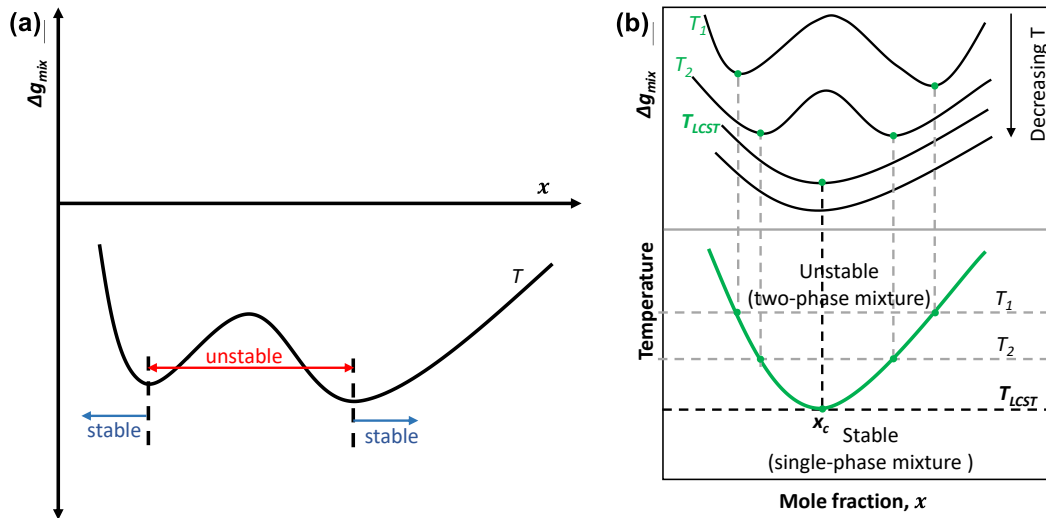 (a)
Δg_mix
x
T
unstable
stable
stable
(b)
Δg_mix
T_1
T_2
T_LCST
Decreasing T
Temperature
Unstable
(two-phase mixture)
T_1
T_2
T_LCST
x_c
Stable
(single-phase mixture )
Mole fraction, x